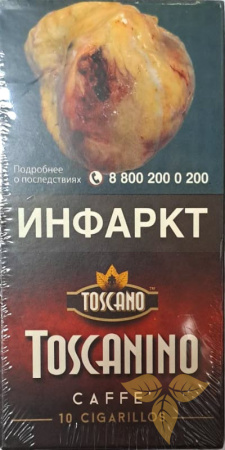 Подробнее
о последствиях
8 800 200 0 200
ИНФАРКТ
TOSCANO
TOSCANINO
CAFFE'
10 CIGARILLOS